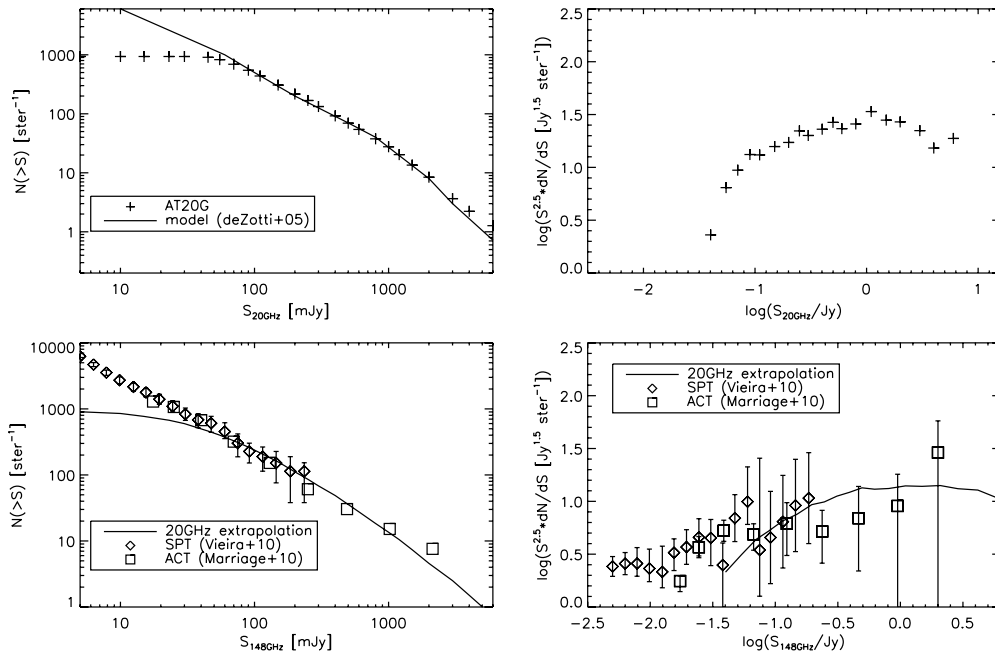 N(>S) [ster⁻¹]
1000
100
10
1
10
100
1000
S20GHz [mJy]
AT20G
model (deZotti+05)
log(S^2.5*dN/dS [Jy^1.5 ster⁻¹])
2.5
2.0
1.5
1.0
0.5
0.0
-2
-1
0
1
log(S20GHz/Jy)
N(>S) [ster⁻¹]
10000
1000
100
10
1
10
100
1000
S148GHz [mJy]
20GHz extrapolation
SPT (Vieira+10)
ACT (Marriage+10)
log(S^2.5*dN/dS [Jy^1.5 ster⁻¹])
2.5
2.0
1.5
1.0
0.5
0.0
-2.5
-2.0
-1.5
-1.0
-0.5
0.0
0.5
log(S148GHz/Jy)
20GHz extrapolation
SPT (Vieira+10)
ACT (Marriage+10)